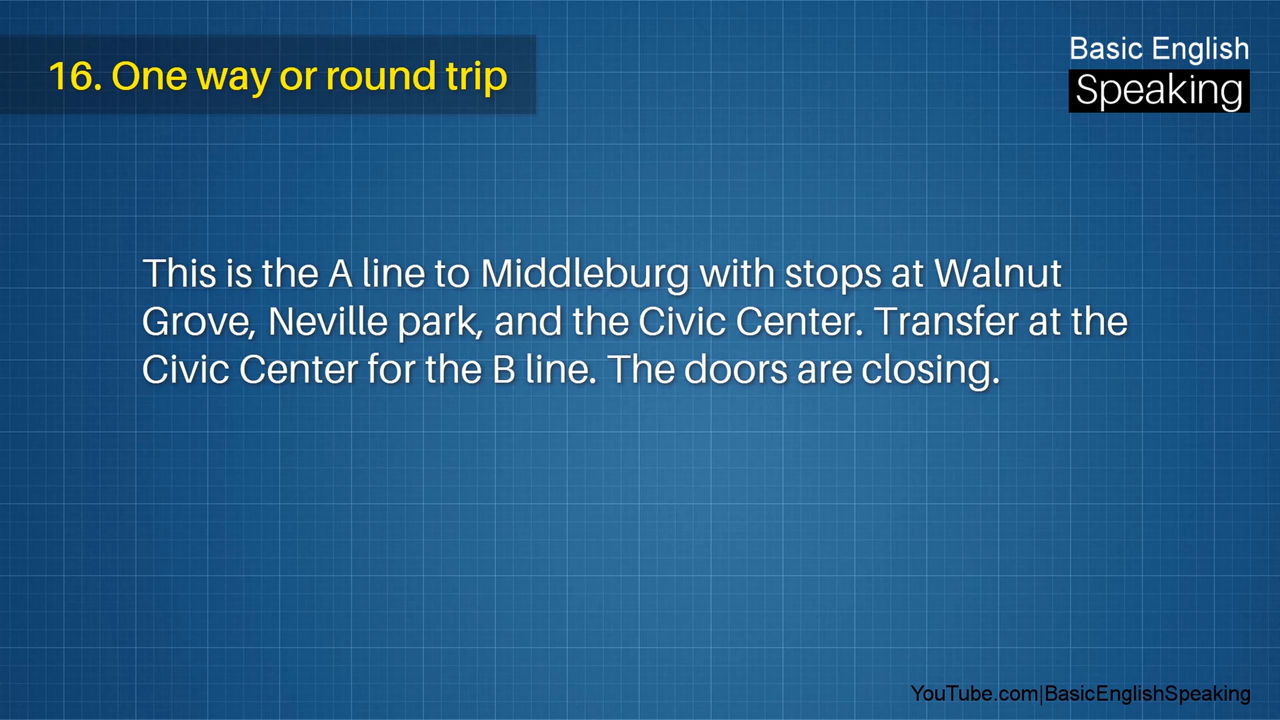 16. One way or round trip
Basic English
Speaking
This is the A line to Middleburg with stops at Walnut
Grove, Neville park, and the Civic Center. Transfer at the
Civic Center for the B line. The doors are closing.
YouTube.com|BasicEnglishSpeaking